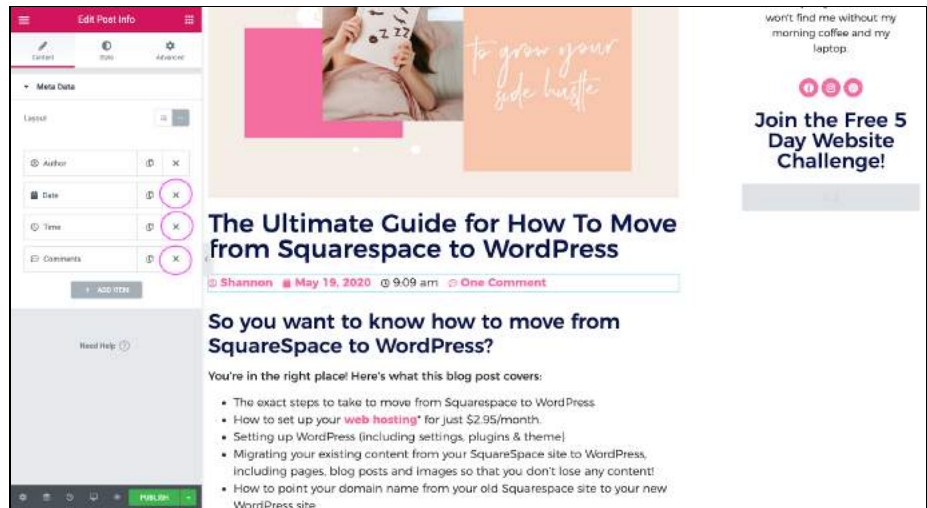 Edit Post Info
Content
Style
Advanced
Meta Data
Layout
Author
Date
Time
Comments
+ ADD ITEM
Need Help ?
PUBLISH
z z z
to grow your
side hustle
The Ultimate Guide for How To Move
from Squarespace to WordPress
Shannon May 19, 2020 9:09 am One Comment
So you want to know how to move from
SquareSpace to WordPress?
You're in the right place! Here's what this blog post covers:
• The exact steps to take to move from Squarespace to WordPress
• How to set up your web hosting* for just $2.95/month.
• Setting up WordPress (including settings, plugins & theme)
• Migrating your existing content from your SquareSpace site to WordPress,
including pages, blog posts and images so that you don't lose any content!
• How to point your domain name from your old Squarespace site to your new
WordPress site
won't find me without my
morning coffee and my
laptop.
Join the Free 5
Day Website
Challenge!